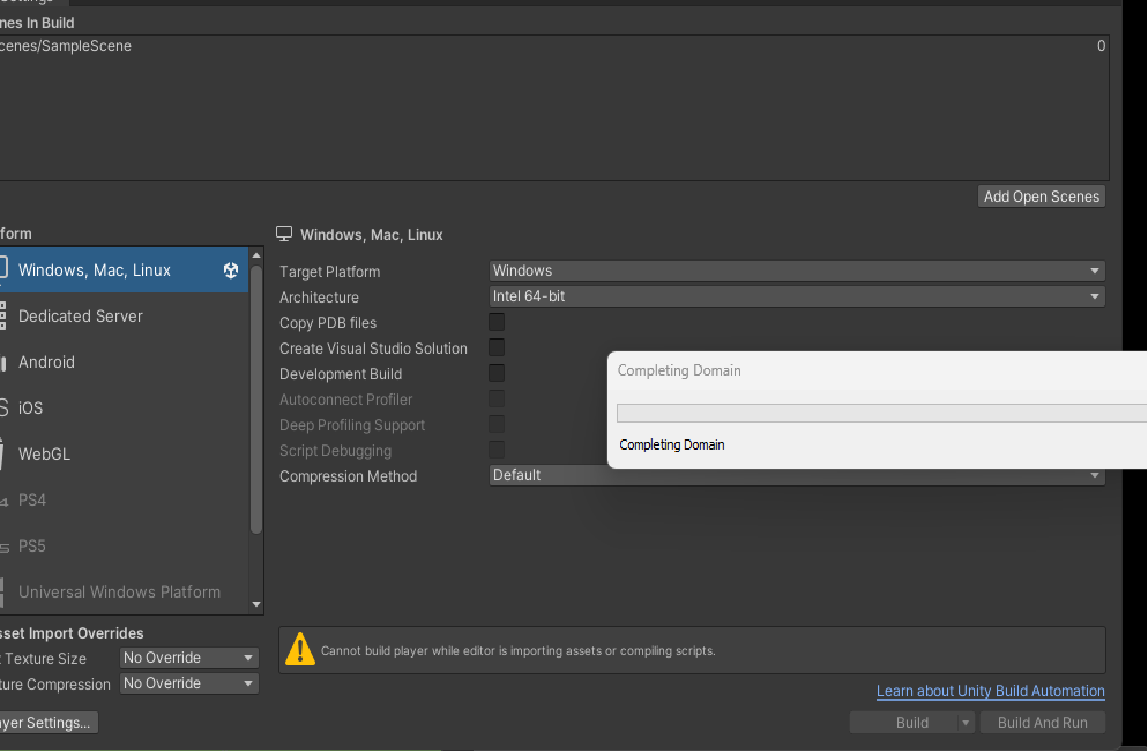 nes In Build
cenes/SampleScene 0
Add Open Scenes
form
Windows, Mac, Linux
Windows, Mac, Linux
Dedicated Server
Android
iOS
WebGL
PS4
PS5
Universal Windows Platform
Target Platform Windows
Architecture Intel 64-bit
Copy PDB files
Create Visual Studio Solution
Development Build
Autoconnect Profiler
Deep Profiling Support
Script Debugging
Compression Method Default
Completing Domain
Completing Domain
sset Import Overrides
Texture Size No Override
ture Compression No Override
yer Settings...
Cannot build player while editor is importing assets or compiling scripts.
Learn about Unity Build Automation
Build
Build And Run